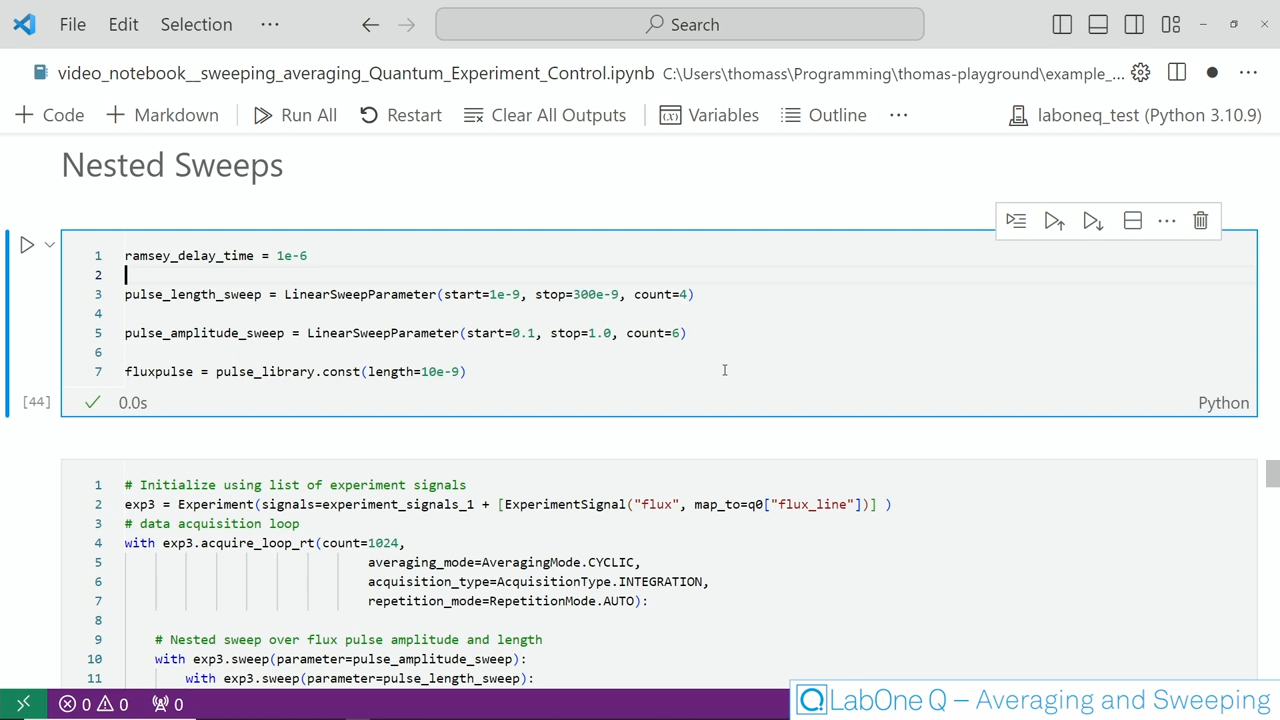 File Edit Selection ··· Search
video_notebook__sweeping_averaging_Quantum_Experiment_Control.ipynb C:\Users\thomass\Programming\thomas-playground\example_...
+ Code + Markdown Run All Restart Clear All Outputs Variables Outline ··· laboneq_test (Python 3.10.9)
Nested Sweeps
1 ramsey_delay_time = 1e-6
2
3 pulse_length_sweep = LinearSweepParameter(start=1e-9, stop=300e-9, count=4)
4
5 pulse_amplitude_sweep = LinearSweepParameter(start=0.1, stop=1.0, count=6)
6
7 fluxpulse = pulse_library.const(length=10e-9)
[44] 0.0s Python
1 # Initialize using list of experiment signals
2 exp3 = Experiment(signals=experiment_signals_1 + [ExperimentSignal("flux", map_to=q0["flux_line"])] )
3 # data acquisition loop
4 with exp3.acquire_loop_rt(count=1024,
5 averaging_mode=AveragingMode.CYCLIC,
6 acquisition_type=AcquisitionType.INTEGRATION,
7 repetition_mode=RepetitionMode.AUTO):
8
9 # Nested sweep over flux pulse amplitude and length
10 with exp3.sweep(parameter=pulse_amplitude_sweep):
11 with exp3.sweep(parameter=pulse_length_sweep):
0 0 0
LabOne Q – Averaging and Sweeping